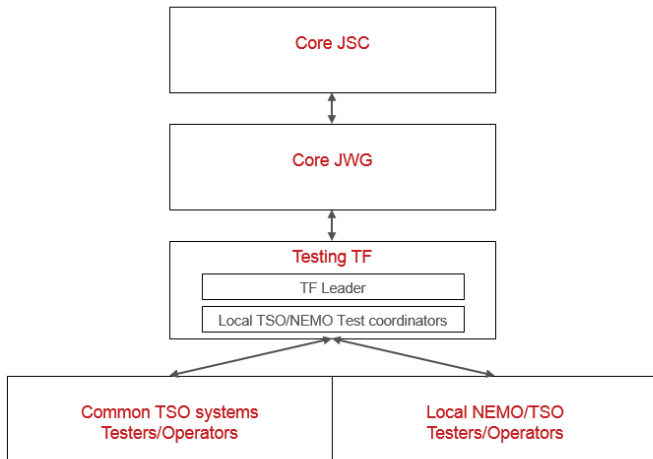 Core JSC
Core JWG
Testing TF
TF Leader
Local TSO/NEMO Test coordinators
Common TSO systems
Testers/Operators
Local NEMO/TSO
Testers/Operators